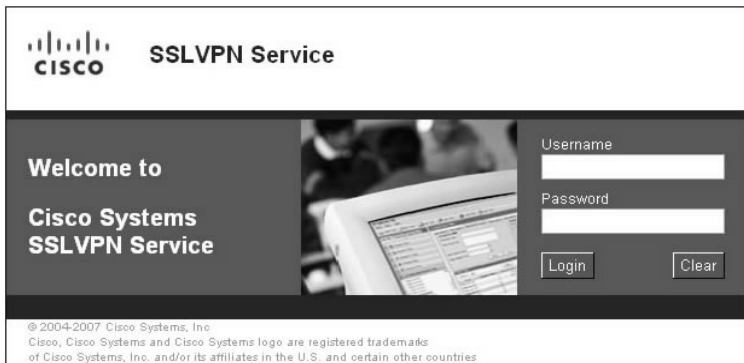 CISCO
SSLVPN Service
Welcome to
Cisco Systems
SSLVPN Service
Username
Password
Login
Clear
© 2004-2007 Cisco Systems, Inc
Cisco, Cisco Systems and Cisco Systems logo are registered trademarks
of Cisco Systems, Inc. and/or its affiliates in the U.S. and certain other countries